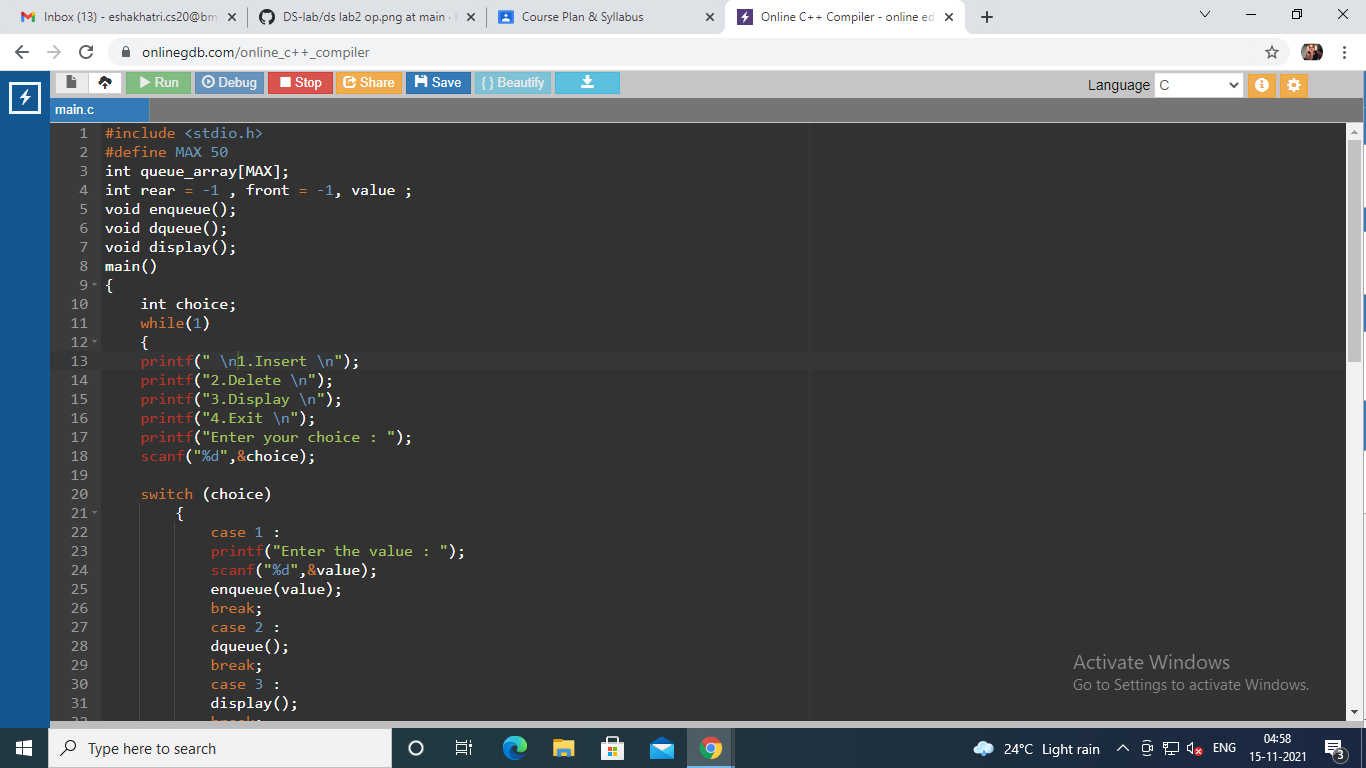 Inbox (13) - eshakhatri.cs20@bm
DS-lab/ds lab2 op.png at main ·
Course Plan & Syllabus
Online C++ Compiler - online ed
onlinegdb.com/online_c++_compiler
Run Debug Stop Share Save {} Beautify
Language C
main.c
1 #include <stdio.h>
2 #define MAX 50
3 int queue_array[MAX];
4 int rear = -1 , front = -1, value ;
5 void enqueue();
6 void dqueue();
7 void display();
8 main()
9 {
10 int choice;
11 while(1)
12 {
13 printf(" \n1.Insert \n");
14 printf("2.Delete \n");
15 printf("3.Display \n");
16 printf("4.Exit \n");
17 printf("Enter your choice : ");
18 scanf("%d",&choice);
19
20 switch (choice)
21 {
22 case 1 :
23 printf("Enter the value : ");
24 scanf("%d",&value);
25 enqueue(value);
26 break;
27 case 2 :
28 dqueue();
29 break;
30 case 3 :
31 display();
32 break;
Activate Windows
Go to Settings to activate Windows.
Type here to search
24°C Light rain
ENG
04:58
15-11-2021
3